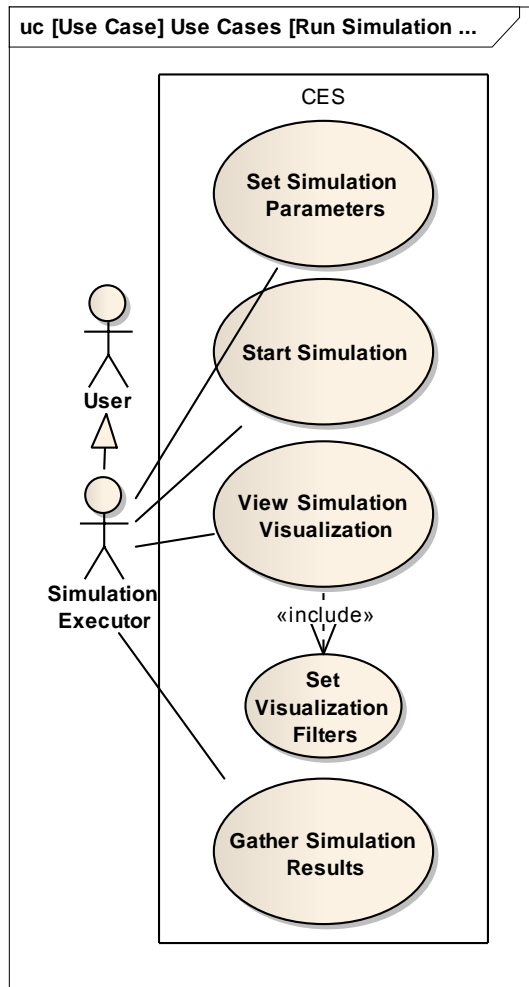 uc [Use Case] Use Cases [Run Simulation ...
CES
Set Simulation
Parameters
Start Simulation
User
View Simulation
Visualization
Simulation
Executor
«include»
Set
Visualization
Filters
Gather Simulation
Results